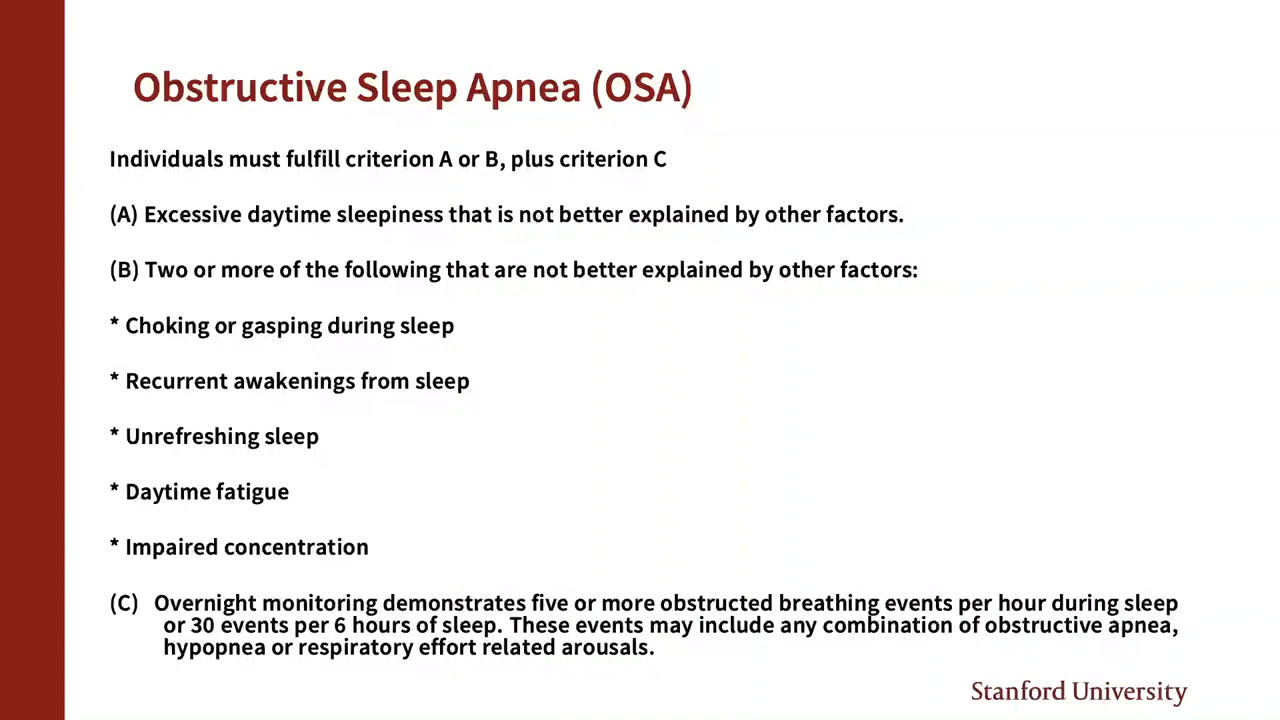 Obstructive Sleep Apnea (OSA)
Individuals must fulfill criterion A or B, plus criterion C
(A) Excessive daytime sleepiness that is not better explained by other factors.
(B) Two or more of the following that are not better explained by other factors:
* Choking or gasping during sleep
* Recurrent awakenings from sleep
* Unrefreshing sleep
* Daytime fatigue
* Impaired concentration
(C) Overnight monitoring demonstrates five or more obstructed breathing events per hour during sleep
or 30 events per 6 hours of sleep. These events may include any combination of obstructive apnea,
hypopnea or respiratory effort related arousals.
Stanford University